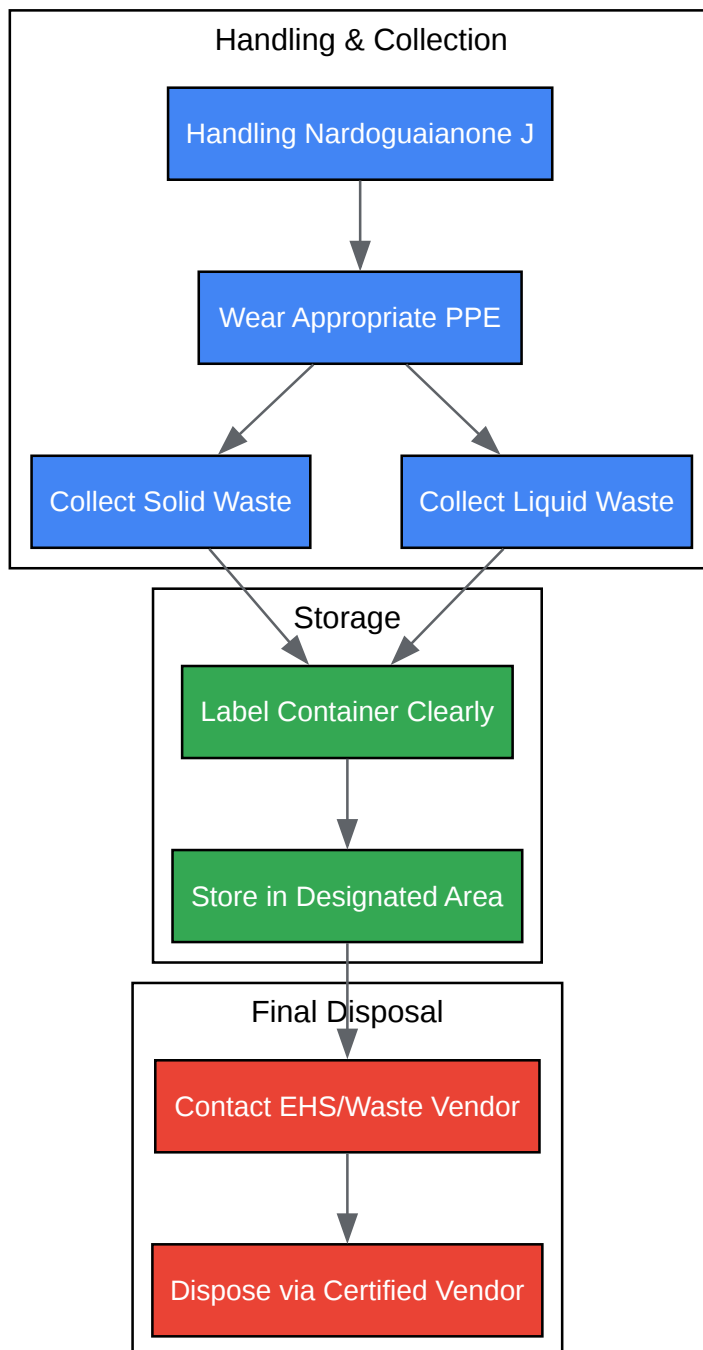 Handling & Collection
Handling Nardoguaianone J
Wear Appropriate PPE
Collect Solid Waste
Collect Liquid Waste
Storage
Label Container Clearly
Store in Designated Area
Final Disposal
Contact EHS/Waste Vendor
Dispose via Certified Vendor